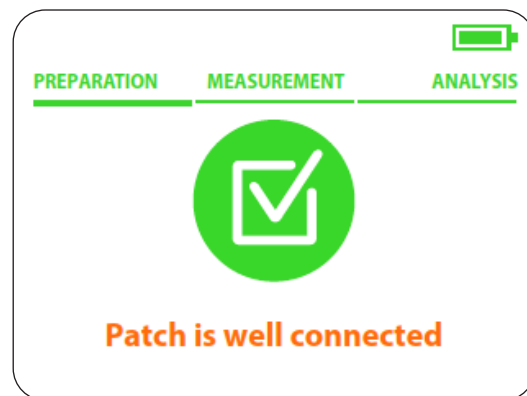 PREPARATION MEASUREMENT ANALYSIS
Patch is well connected